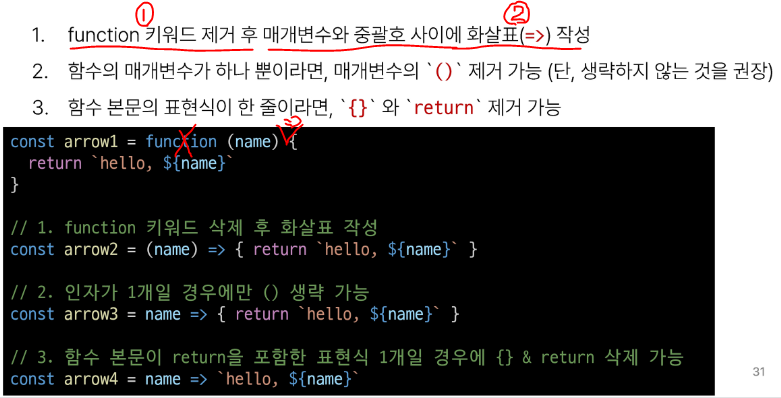 ① ②
1. function 키워드 제거 후 매개변수와 중괄호 사이에 화살표(=>) 작성
2. 함수의 매개변수가 하나 뿐이라면, 매개변수의 `()` 제거 가능 (단, 생략하지 않는 것을 권장)
3. 함수 본문의 표현식이 한 줄이라면, `{}` 와 `return` 제거 가능
=>
const arrow1 = function (name) {
  return `hello, ${name}`
}
// 1. function 키워드 삭제 후 화살표 작성
const arrow2 = (name) => { return `hello, ${name}` }
// 2. 인자가 1개일 경우에만 () 생략 가능
const arrow3 = name => { return `hello, ${name}` }
// 3. 함수 본문이 return을 포함한 표현식 1개일 경우에 {} & return 삭제 가능
const arrow4 = name => `hello, ${name}`
31